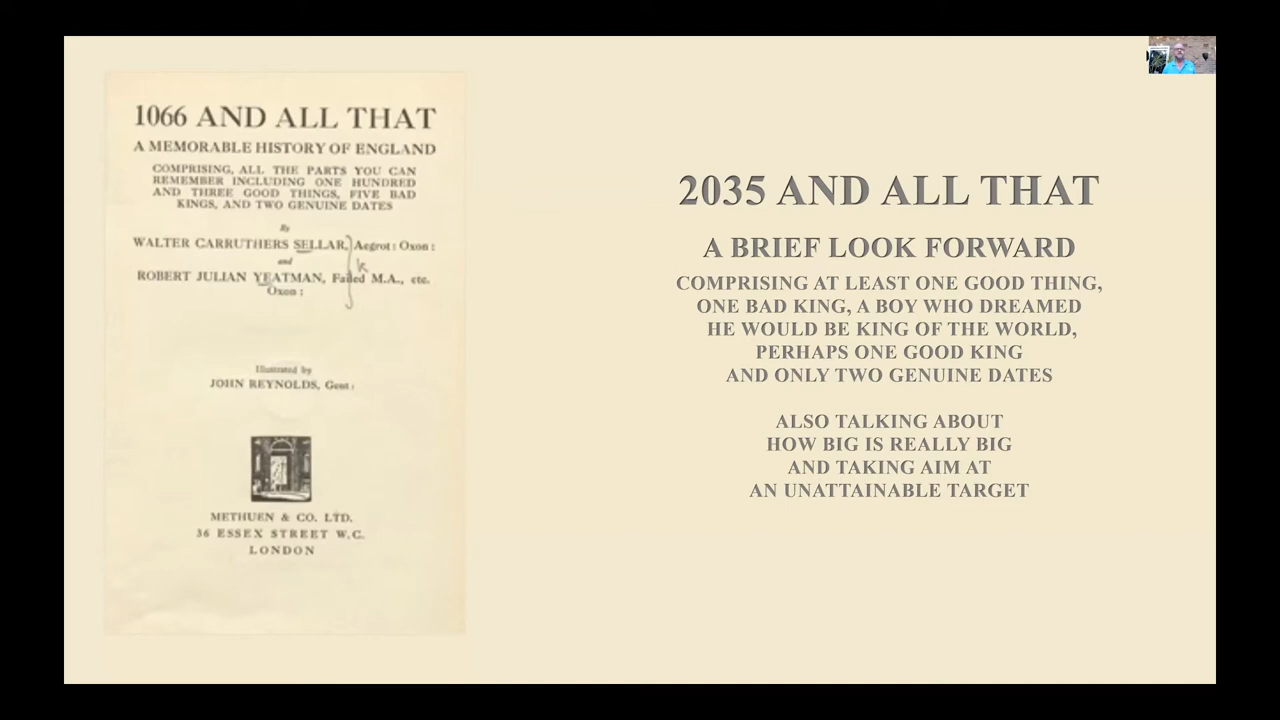 1066 AND ALL THAT
A MEMORABLE HISTORY OF ENGLAND
COMPRISING, ALL THE PARTS YOU CAN
REMEMBER INCLUDING ONE HUNDRED
AND THREE GOOD THINGS, FIVE BAD
KINGS, AND TWO GENUINE DATES
By
WALTER CARRUTHERS SELLAR, Aegrot: Oxon:
and
ROBERT JULIAN YEATMAN, Failed M.A., etc.
Oxon:
Illustrated by
JOHN REYNOLDS, Gent:
METHUEN & CO. LTD.
36 ESSEX STREET W.C.
LONDON
2035 AND ALL THAT
A BRIEF LOOK FORWARD
COMPRISING AT LEAST ONE GOOD THING,
ONE BAD KING, A BOY WHO DREAMED
HE WOULD BE KING OF THE WORLD,
PERHAPS ONE GOOD KING
AND ONLY TWO GENUINE DATES
ALSO TALKING ABOUT
HOW BIG IS REALLY BIG
AND TAKING AIM AT
AN UNATTAINABLE TARGET